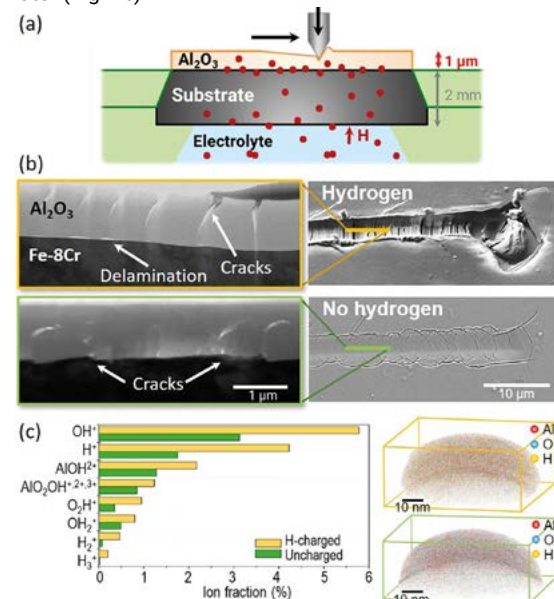 (a)
Al₂O₃
1 μm
Substrate
2 mm
Electrolyte
H
(b)
Al₂O₃
Fe-8Cr
Delamination
Cracks
Hydrogen
Cracks
1 μm
No hydrogen
10 μm
(c)
OH⁺
H⁺
AlOH²⁺
AlO₂OH⁺,²⁺,³⁺
O₂H⁺
OH₂⁺
H₂⁺
H₃⁺
H-charged
Uncharged
0 1 2 3 4 5 6
Ion fraction (%)
Al
O
H
10 nm
Al
O
H
10 nm